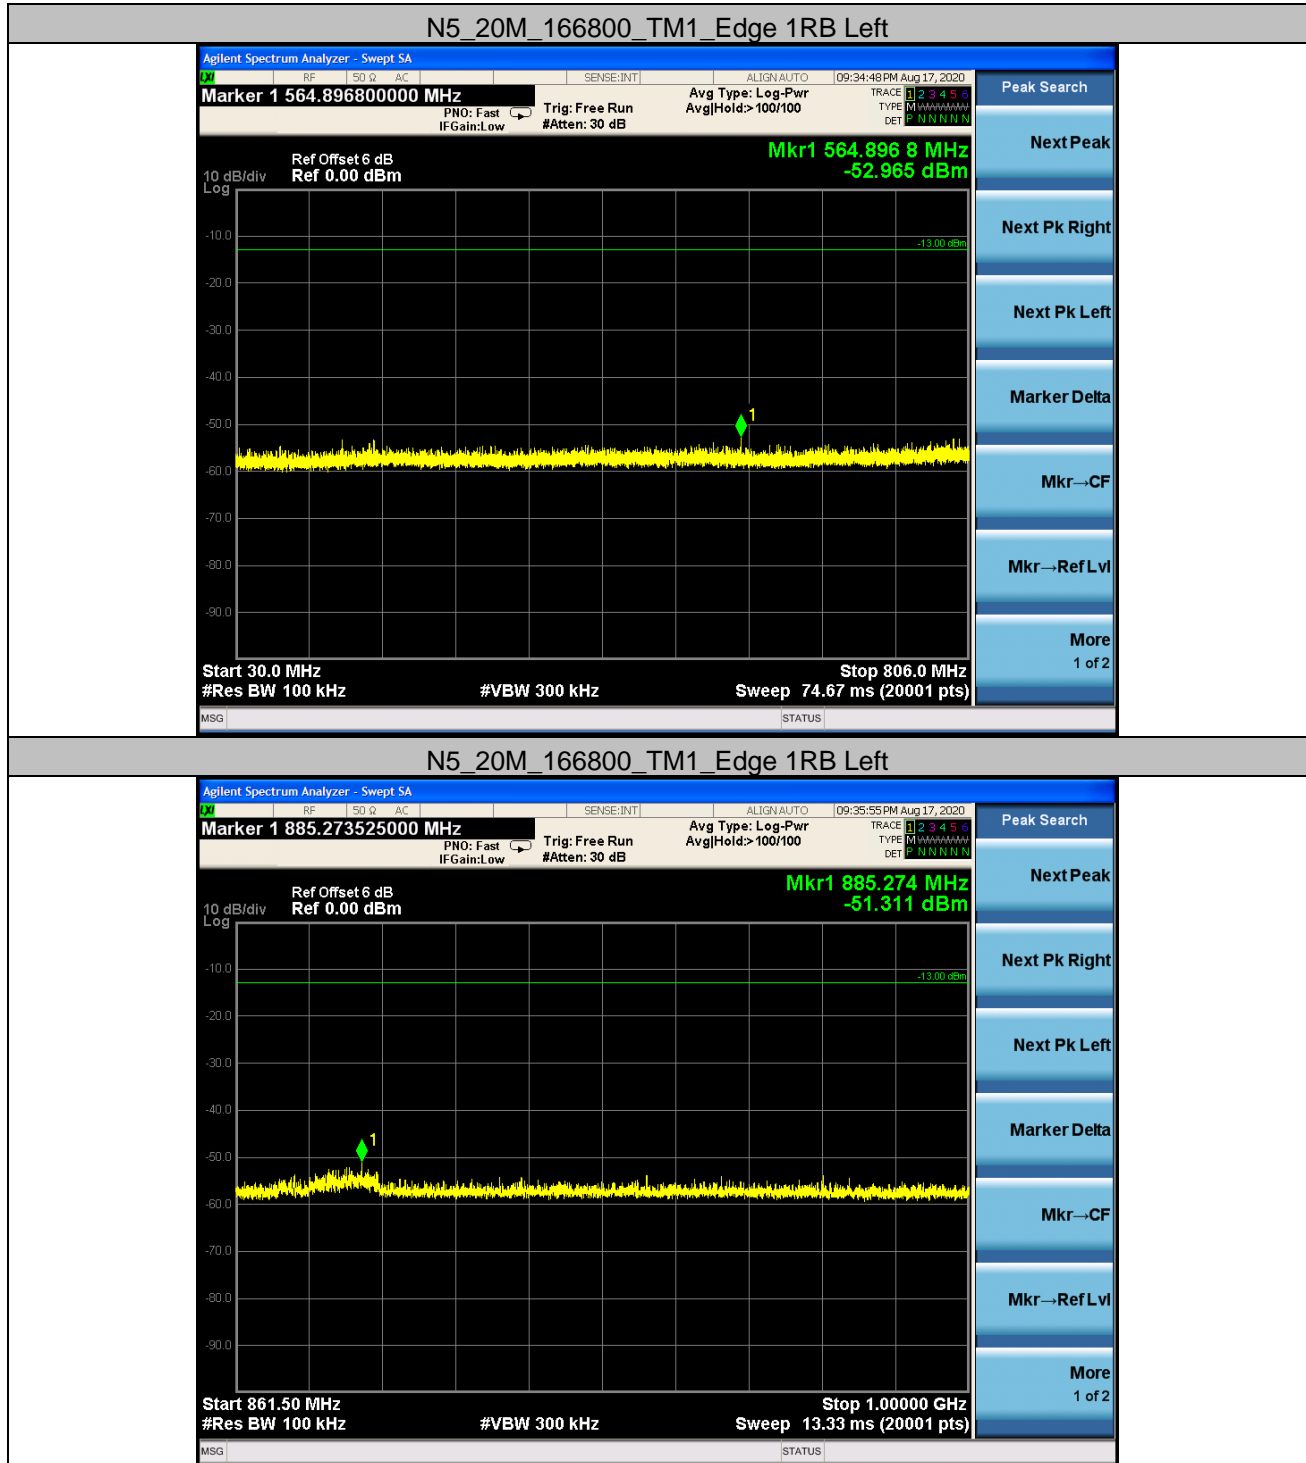 N5_20M_166800_TM1_Edge 1RB Left
Agilent Spectrum Analyzer - Swept SA
LXI RF 50 Ω AC SENSE:INT ALIGN AUTO 09:34:48 PM Aug 17, 2020
Marker 1 564.896800000 MHz
PNO: Fast
IFGain:Low
Trig: Free Run
#Atten: 30 dB
Avg Type: Log-Pwr
Avg|Hold:>100/100
TRACE 1 2 3 4 5 6
TYPE M WWWWW
DET P N N N N N
Mkr1 564.896 8 MHz
-52.965 dBm
Ref Offset 6 dB
10 dB/div Ref 0.00 dBm
Log
-10.0
-13.00 dBm
-20.0
-30.0
-40.0
-50.0
1
-60.0
-70.0
-80.0
-90.0
Start 30.0 MHz Stop 806.0 MHz
#Res BW 100 kHz #VBW 300 kHz Sweep 74.67 ms (20001 pts)
MSG STATUS
Peak Search
Next Peak
Next Pk Right
Next Pk Left
Marker Delta
Mkr→CF
Mkr→Ref Lvl
More
1 of 2
N5_20M_166800_TM1_Edge 1RB Left
Agilent Spectrum Analyzer - Swept SA
LXI RF 50 Ω AC SENSE:INT ALIGN AUTO 09:35:55 PM Aug 17, 2020
Marker 1 885.273525000 MHz
PNO: Fast
IFGain:Low
Trig: Free Run
#Atten: 30 dB
Avg Type: Log-Pwr
Avg|Hold:>100/100
TRACE 1 2 3 4 5 6
TYPE M WWWWW
DET P N N N N N
Mkr1 885.274 MHz
-51.311 dBm
Ref Offset 6 dB
10 dB/div Ref 0.00 dBm
Log
-10.0
-13.00 dBm
-20.0
-30.0
-40.0
1
-50.0
-60.0
-70.0
-80.0
-90.0
Start 861.50 MHz Stop 1.00000 GHz
#Res BW 100 kHz #VBW 300 kHz Sweep 13.33 ms (20001 pts)
MSG STATUS
Peak Search
Next Peak
Next Pk Right
Next Pk Left
Marker Delta
Mkr→CF
Mkr→Ref Lvl
More
1 of 2